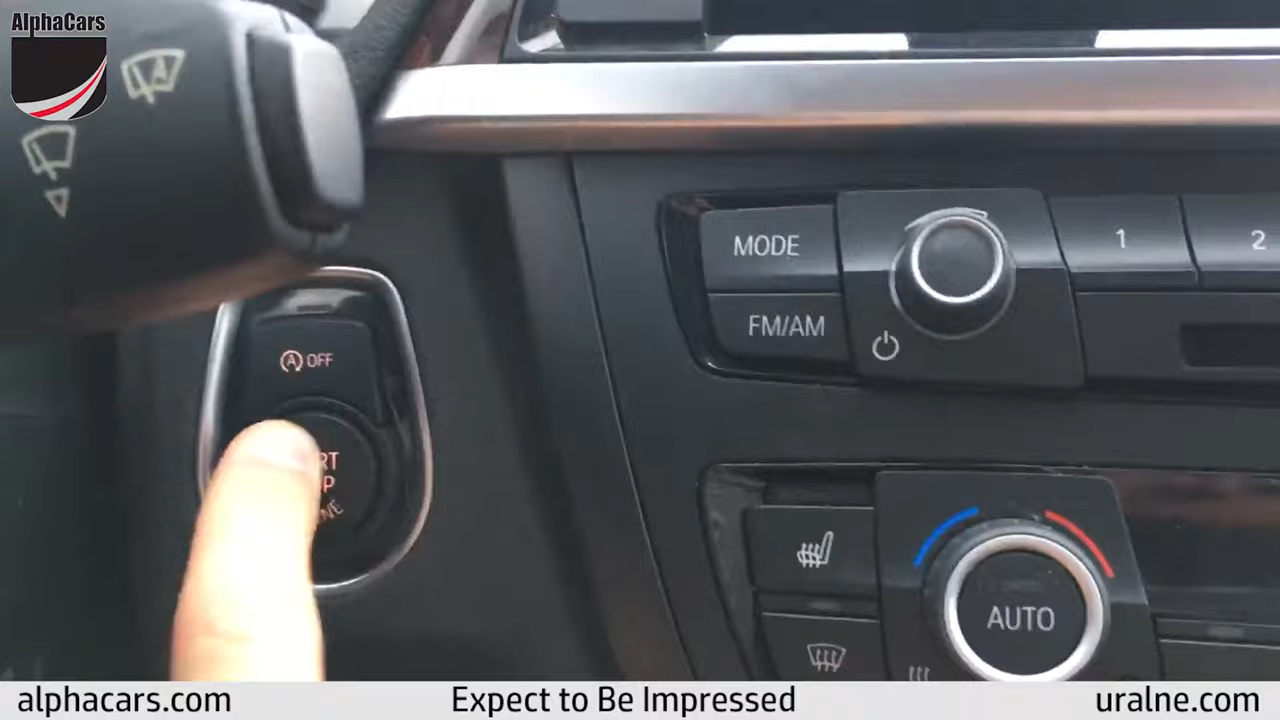 AlphaCars
A
MODE
1
2
FM/AM
A OFF
AUTO
alphacars.com
Expect to Be Impressed
uralne.com